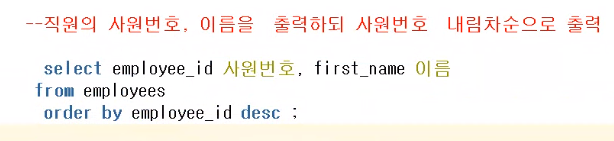 --직원의 사원번호, 이름을 출력하되 사원번호 내림차순으로 출력
select employee_id 사원번호, first_name 이름
from employees
order by employee_id desc ;